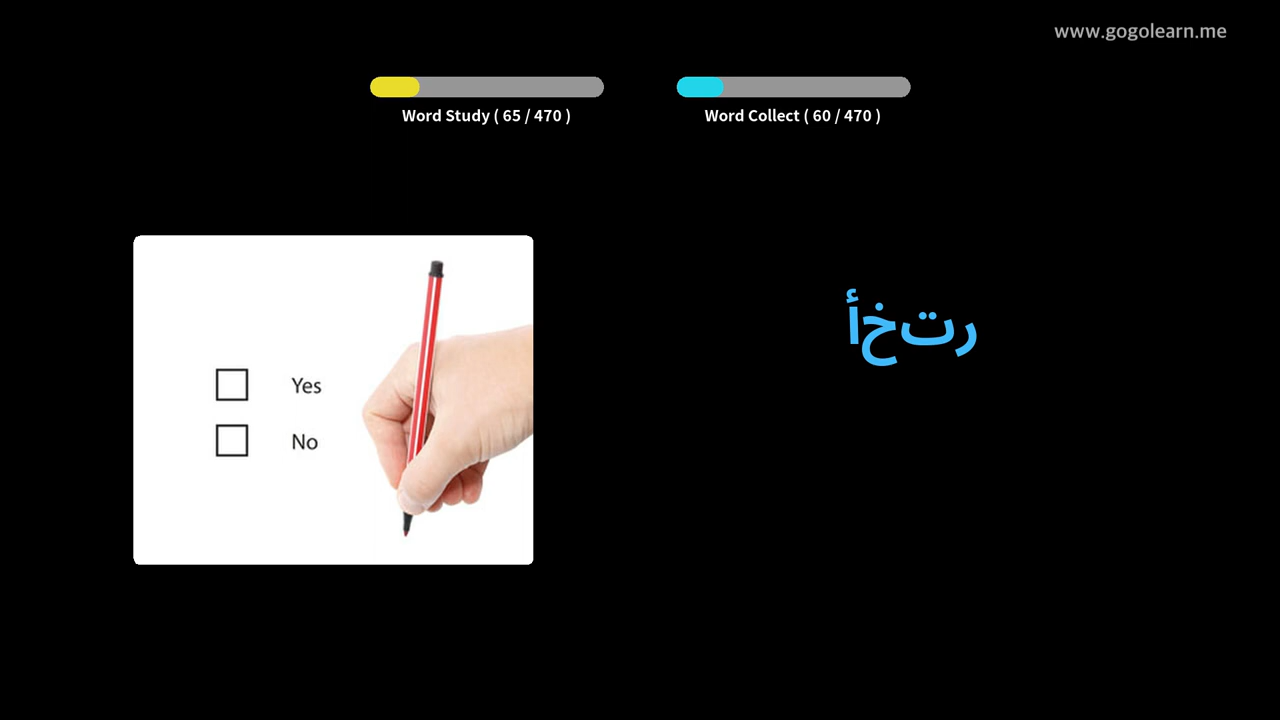 www.gogolearn.me
Word Study ( 65 / 470 )
Word Collect ( 60 / 470 )
رتخأ
Yes
No